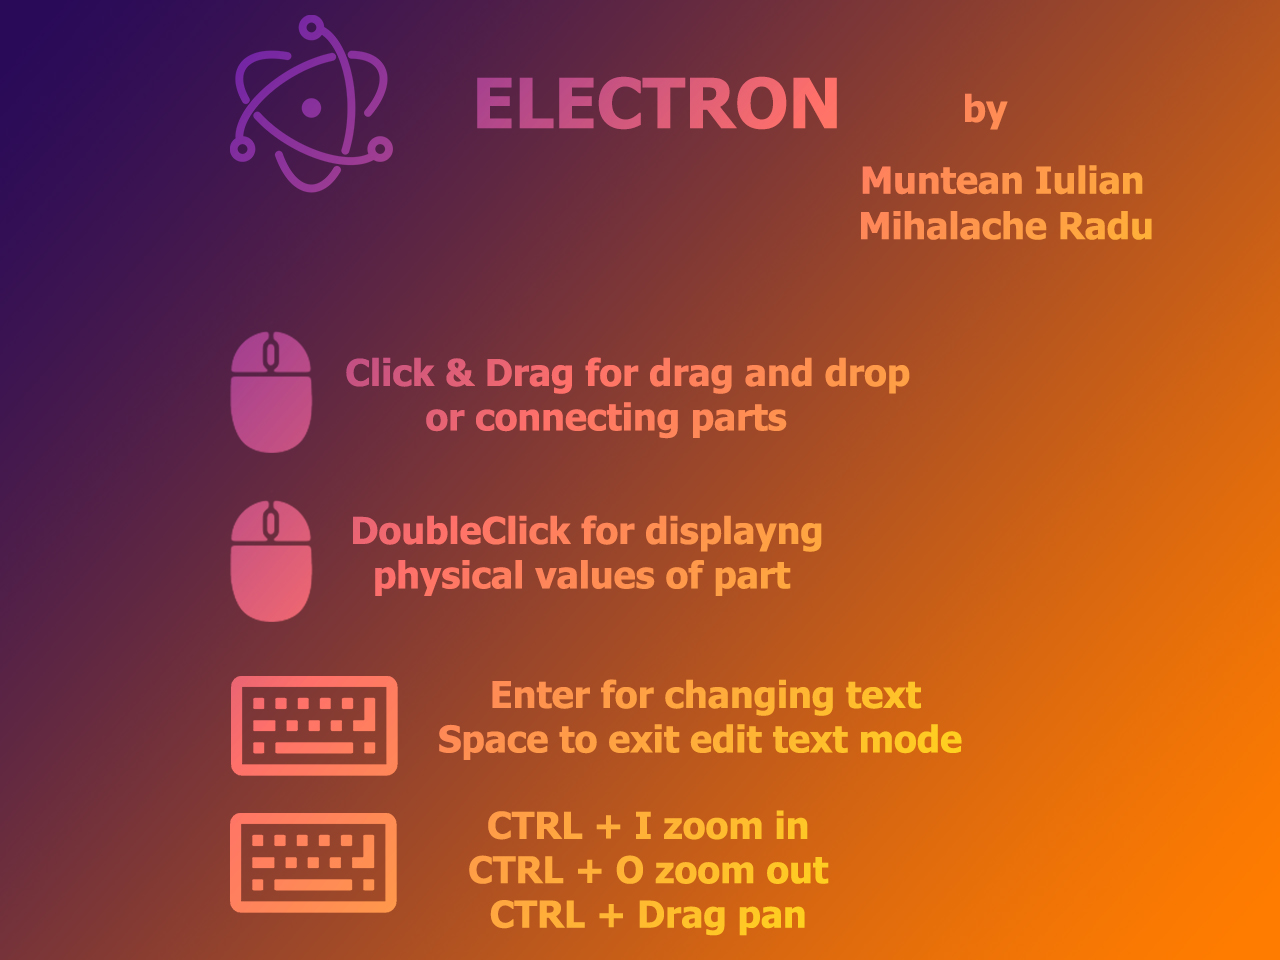 ELECTRON
by
Muntean Iulian
Mihalache Radu
Click & Drag for drag and drop
or connecting parts
DoubleClick for displayng
physical values of part
Enter for changing text
Space to exit edit text mode
CTRL + I zoom in
CTRL + O zoom out
CTRL + Drag pan